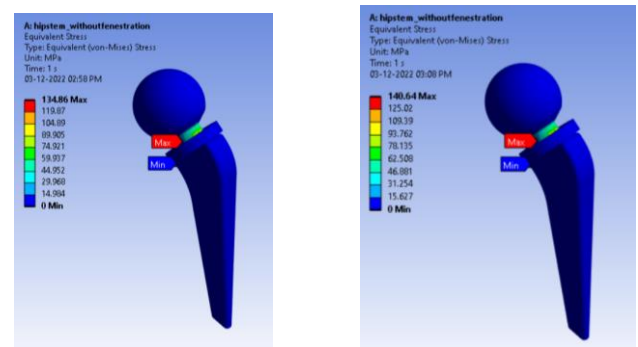 A: hipstem_withoutfenestration
Equivalent Stress
Type: Equivalent (von-Mises) Stress
Unit: MPa
Time: 1 s
03-12-2022 02:58 PM
134.86 Max
119.87
104.89
89.905
74.921
59.937
44.952
29.968
14.984
0 Min
Max
Min
A: hipstem_withoutfenestration
Equivalent Stress
Type: Equivalent (von-Mises) Stress
Unit: MPa
Time: 1 s
03-12-2022 03:08 PM
140.64 Max
125.02
109.39
93.762
78.135
62.508
46.881
31.254
15.627
0 Min
Max
Min